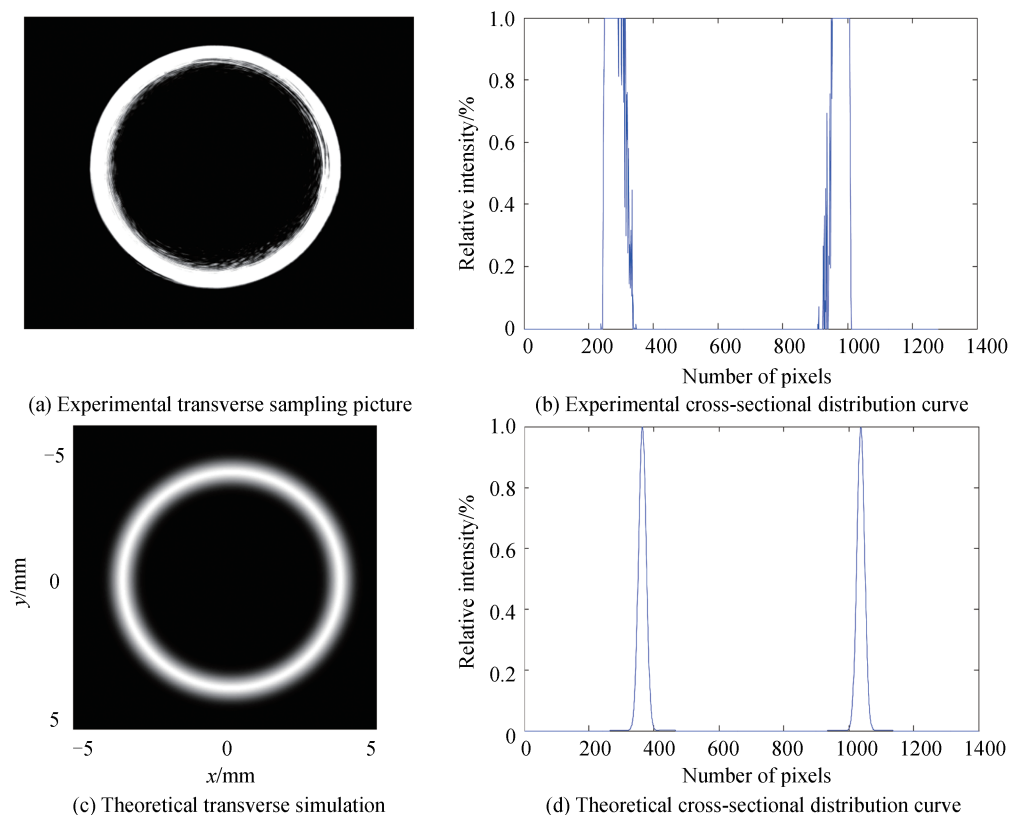 1.0
0.8
0.6
0.4
0.2
0
Relative intensity/%
0 200 400 600 800 1000 1200 1400
Number of pixels
(a) Experimental transverse sampling picture
(b) Experimental cross-sectional distribution curve
−5
0
5
y/mm
−5 0 5
x/mm
1.0
0.8
0.6
0.4
0.2
0
Relative intensity/%
0 200 400 600 800 1000 1200 1400
Number of pixels
(c) Theoretical transverse simulation
(d) Theoretical cross-sectional distribution curve